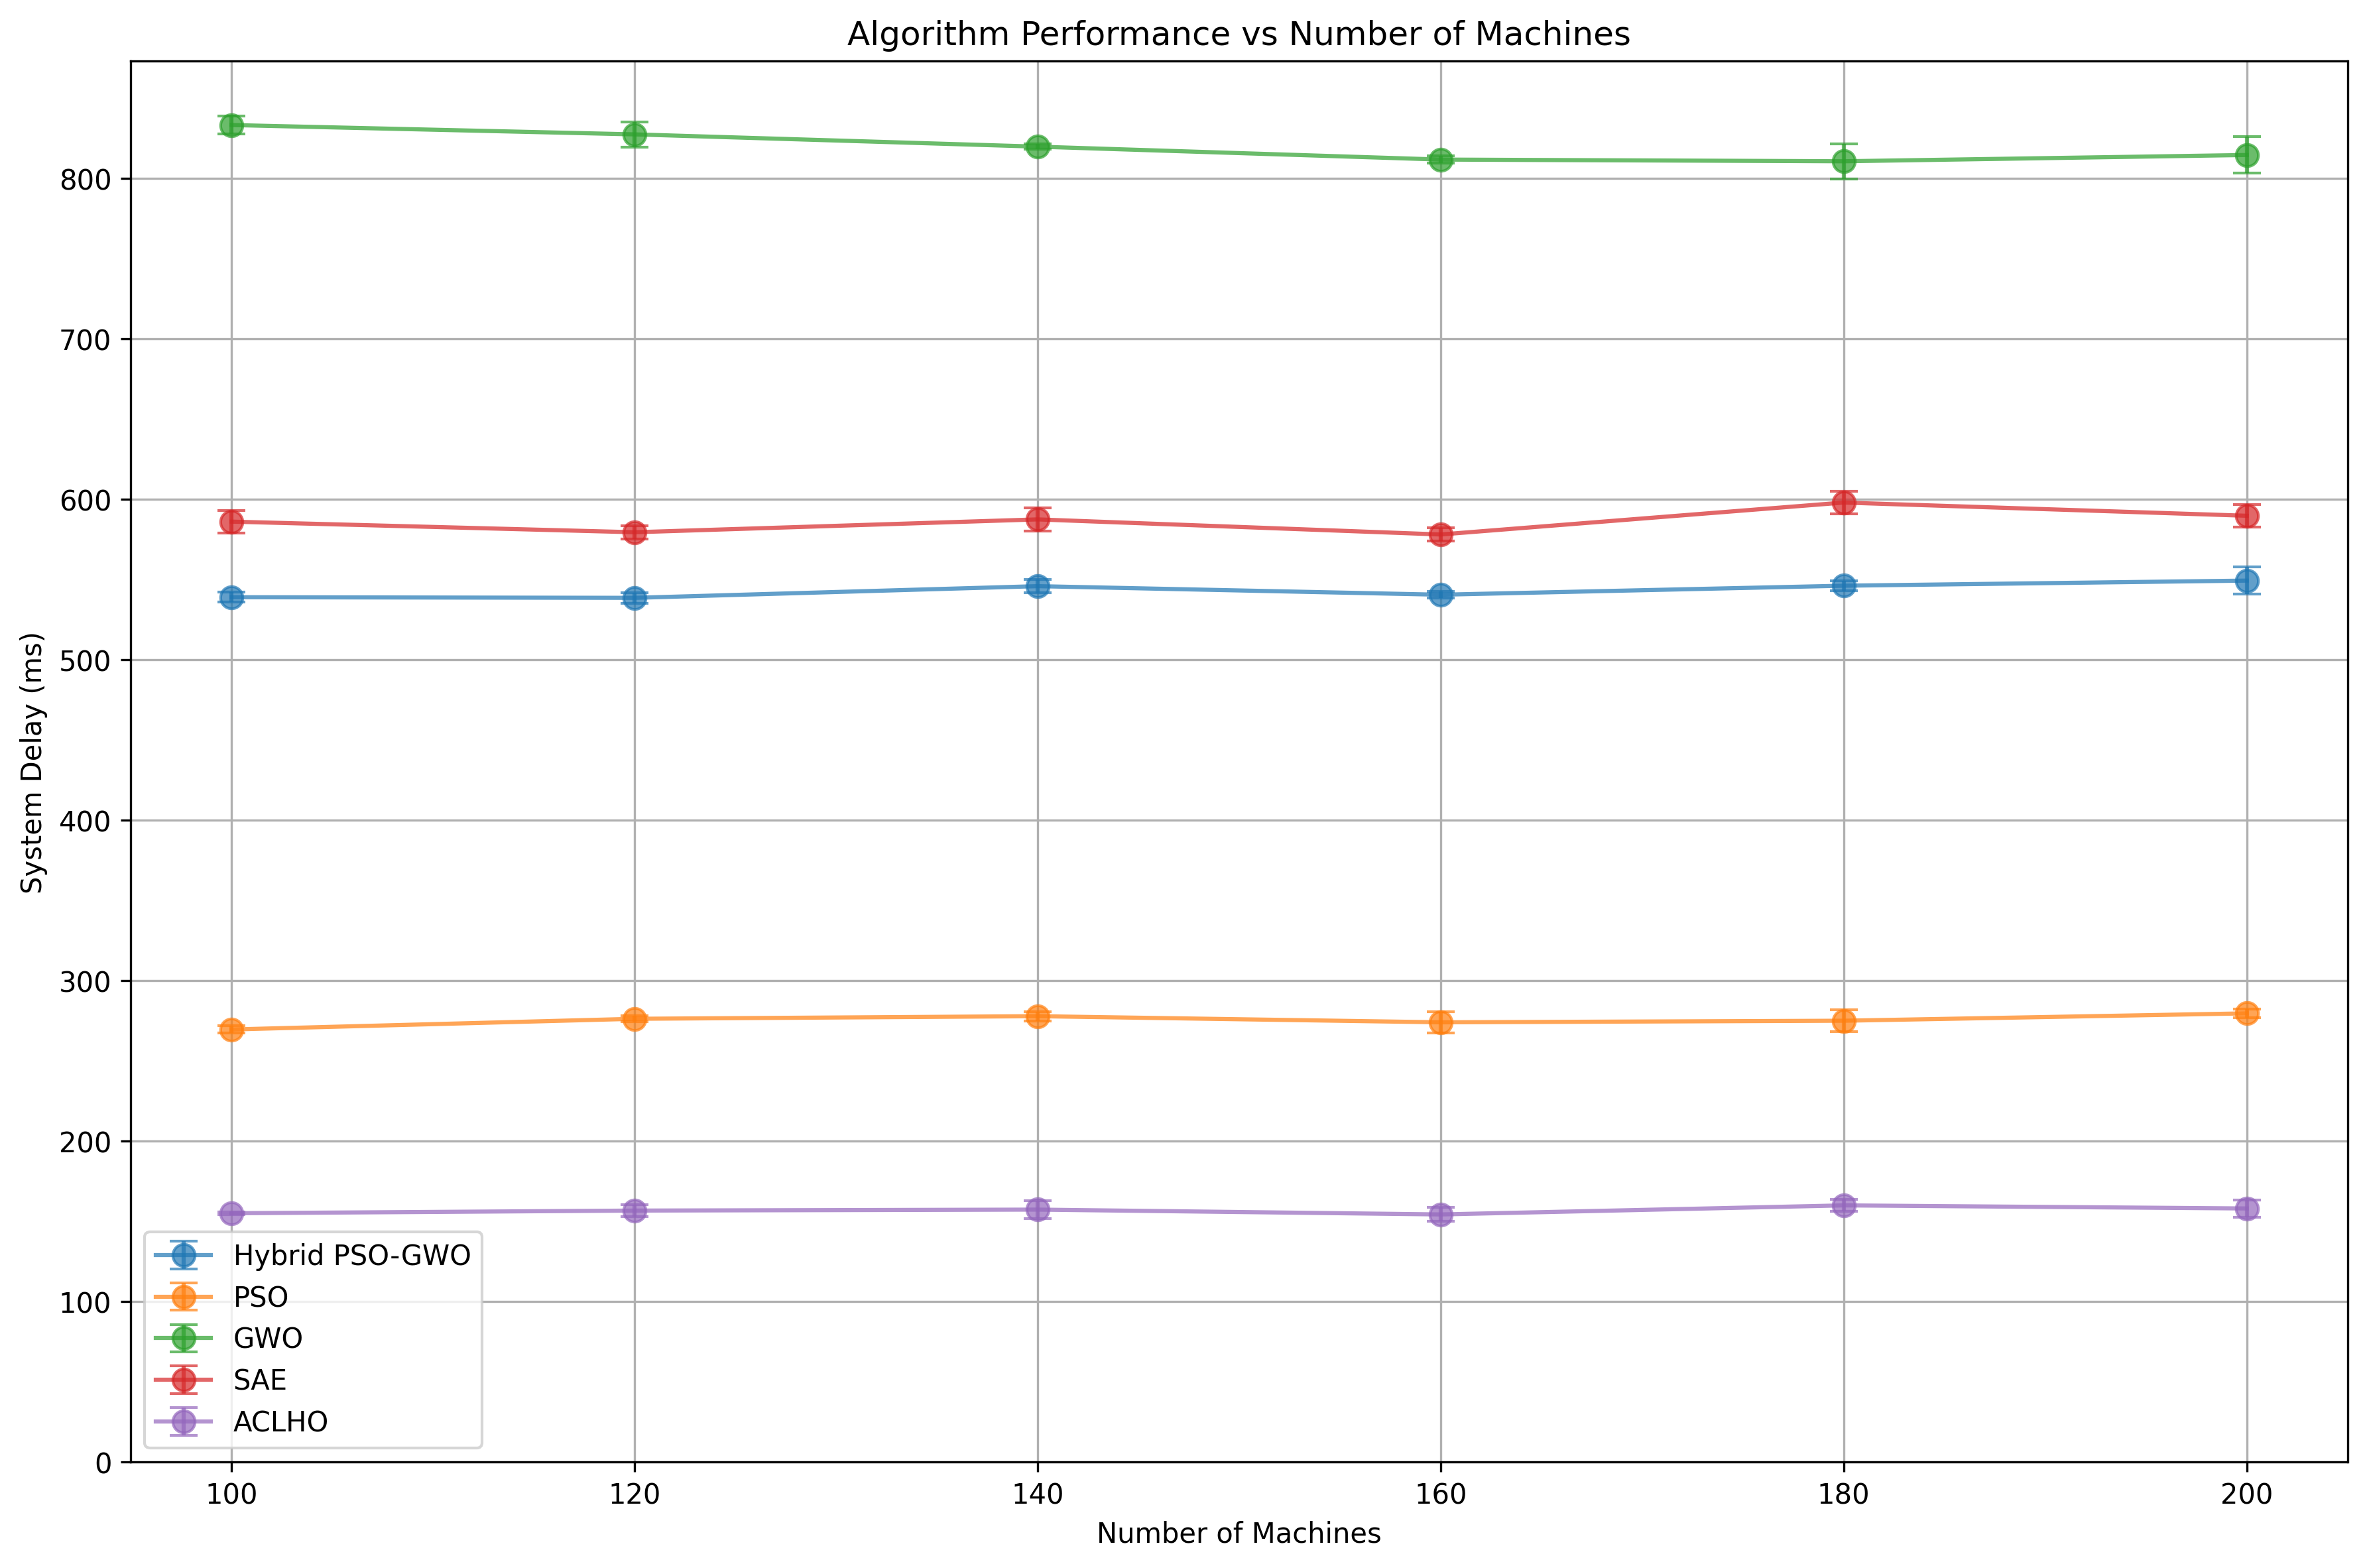 Algorithm Performance vs Number of Machines
System Delay (ms)
800
700
600
500
400
300
200
100
0
Hybrid PSO-GWO
PSO
GWO
SAE
ACLHO
100 120 140 160 180 200
Number of Machines